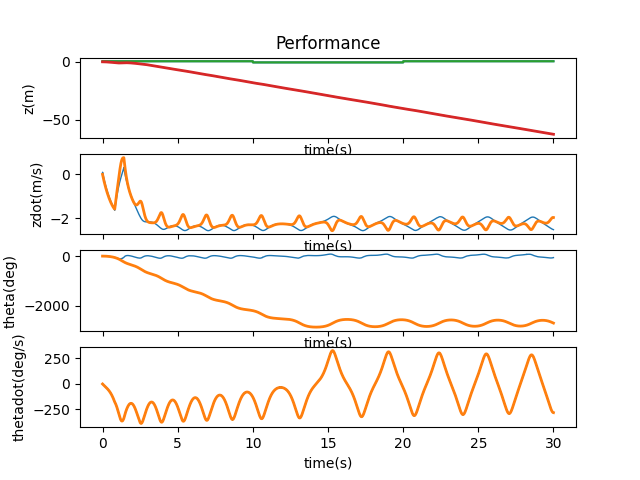 Performance
z(m)
0
−50
time(s)
zdot(m/s)
0
−2
time(s)
theta(deg)
0
−2000
time(s)
thetadot(deg/s)
250
0
−250
0 5 10 15 20 25 30
time(s)